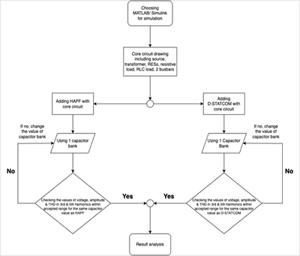 Choosing
MATLAB/ Simulink
for simulation
Core circuit drawing
including source,
transformer, RESs, resistive
load, RLC load, 2 busbars
Adding HAPF with
core circuit
Adding
D-STATCOM with
core circuit
If no, change
the value of
capacitor bank
Using 1 capacitor
bank
Using 1 Capacitor
Bank
If no, change
the value of
capacitor bank
No
Yes
Yes
No
Checking the values of voltage, amplitude
& THD in 3rd & 5th harmonics within
accepted range for the same capacitor
value as HAPF
Checking the values of voltage, amplitude
& THD in 3rd & 5th harmonics within
accepted range for the same capacitor
value as D-STATCOM
Result analysis